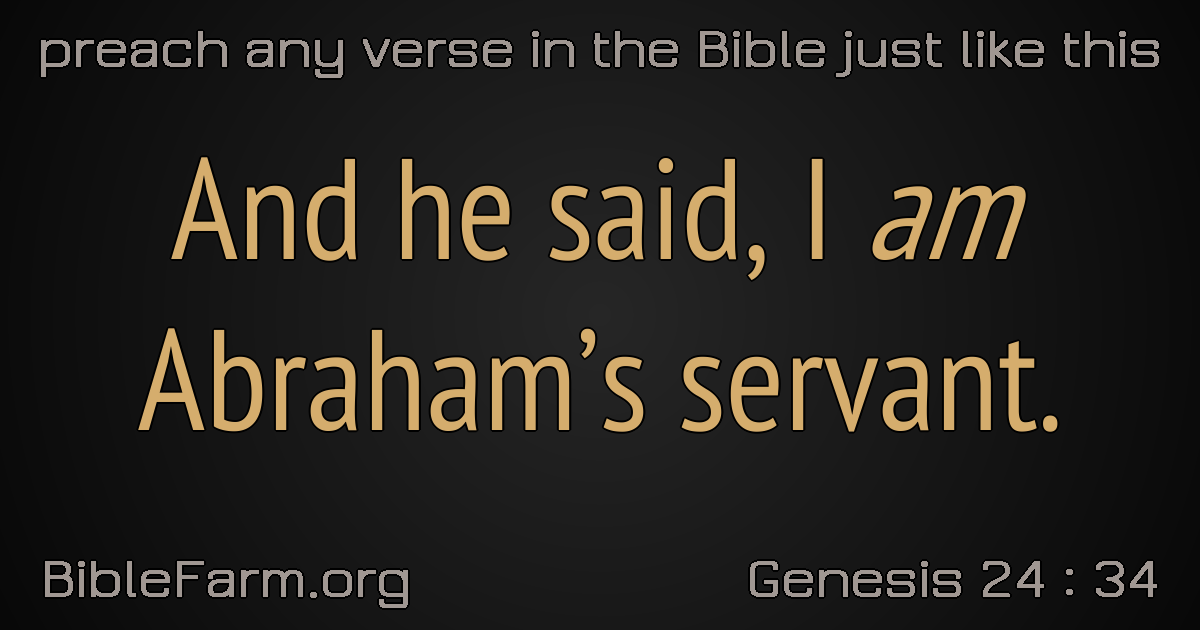 preach any verse in the Bible just like this
And he said, I am
Abraham’s servant.
BibleFarm.org
Genesis 24 : 34